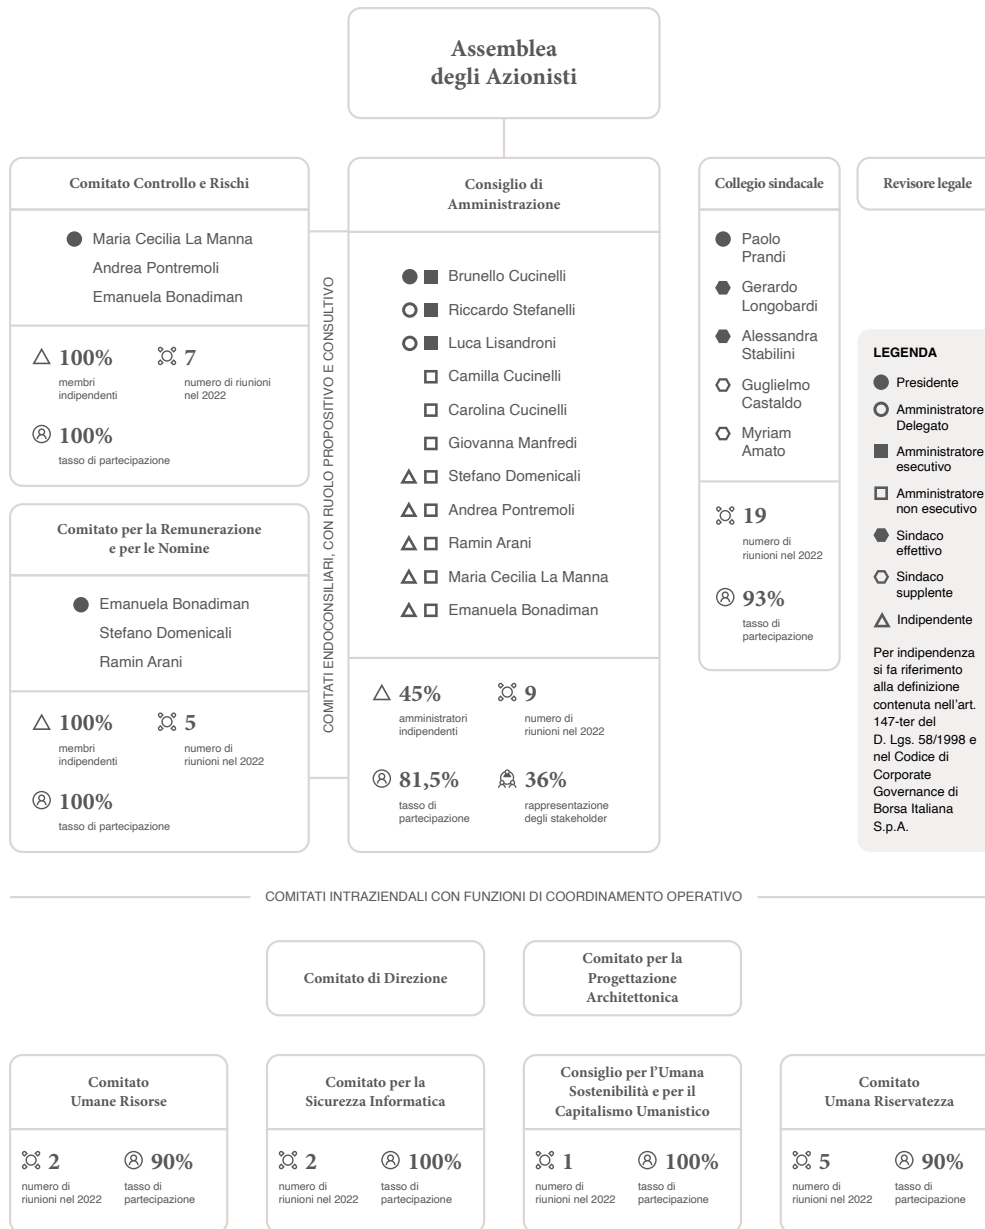 Assemblea
degli Azionisti
Comitato Controllo e Rischi
Maria Cecilia La Manna
Andrea Pontremoli
Emanuela Bonadiman
100%
membri
indipendenti
7
numero di riunioni
nel 2022
100%
tasso di partecipazione
Comitato per la Remunerazione
e per le Nomine
Emanuela Bonadiman
Stefano Domenicali
Ramin Arani
100%
membri
indipendenti
5
numero di
riunioni nel 2022
100%
tasso di partecipazione
COMITATI ENDOCONSILIARI, CON RUOLO PROPOSITIVO E CONSULTIVO
Consiglio di
Amministrazione
Brunello Cucinelli
Riccardo Stefanelli
Luca Lisandroni
Camilla Cucinelli
Carolina Cucinelli
Giovanna Manfredi
Stefano Domenicali
Andrea Pontremoli
Ramin Arani
Maria Cecilia La Manna
Emanuela Bonadiman
45%
amministratori
indipendenti
9
numero di
riunioni nel 2022
81,5%
tasso di
partecipazione
36%
rappresentazione
degli stakeholder
Collegio sindacale
Paolo
Prandi
Gerardo
Longobardi
Alessandra
Stabilini
Guglielmo
Castaldo
Myriam
Amato
19
numero di
riunioni nel 2022
93%
tasso di
partecipazione
Revisore legale
LEGENDA
Presidente
Amministratore
Delegato
Amministratore
esecutivo
Amministratore
non esecutivo
Sindaco
effettivo
Sindaco
supplente
Indipendente
Per indipendenza
si fa riferimento
alla definizione
contenuta nell'art.
147-ter del
D. Lgs. 58/1998 e
nel Codice di
Corporate
Governance di
Borsa Italiana
S.p.A.
COMITATI INTRAZIENDALI CON FUNZIONI DI COORDINAMENTO OPERATIVO
Comitato di Direzione
Comitato per la
Progettazione
Architettonica
Comitato
Umane Risorse
2
numero di
riunioni nel 2022
90%
tasso di
partecipazione
Comitato per la
Sicurezza Informatica
2
numero di
riunioni nel 2022
100%
tasso di
partecipazione
Consiglio per l'Umana
Sostenibilità e per il
Capitalismo Umanistico
1
numero di
riunioni nel 2022
100%
tasso di
partecipazione
Comitato
Umana Riservatezza
5
numero di
riunioni nel 2022
90%
tasso di
partecipazione